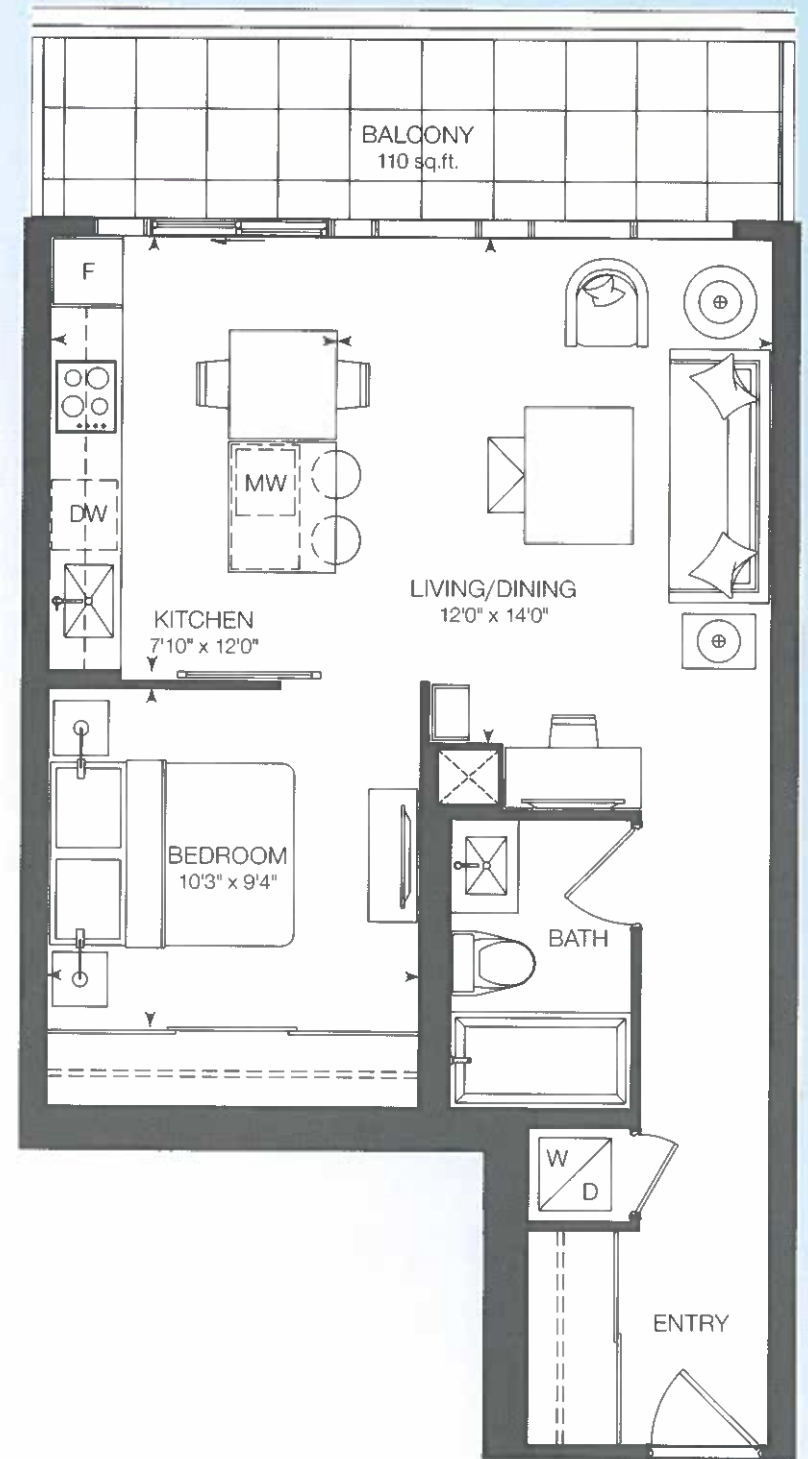 BALCONY
110 sq.ft.
F
MW
DW
LIVING/DINING
12'0" x 14'0"
KITCHEN
7'10" x 12'0"
BEDROOM
10'3" x 9'4"
BATH
W
D
ENTRY